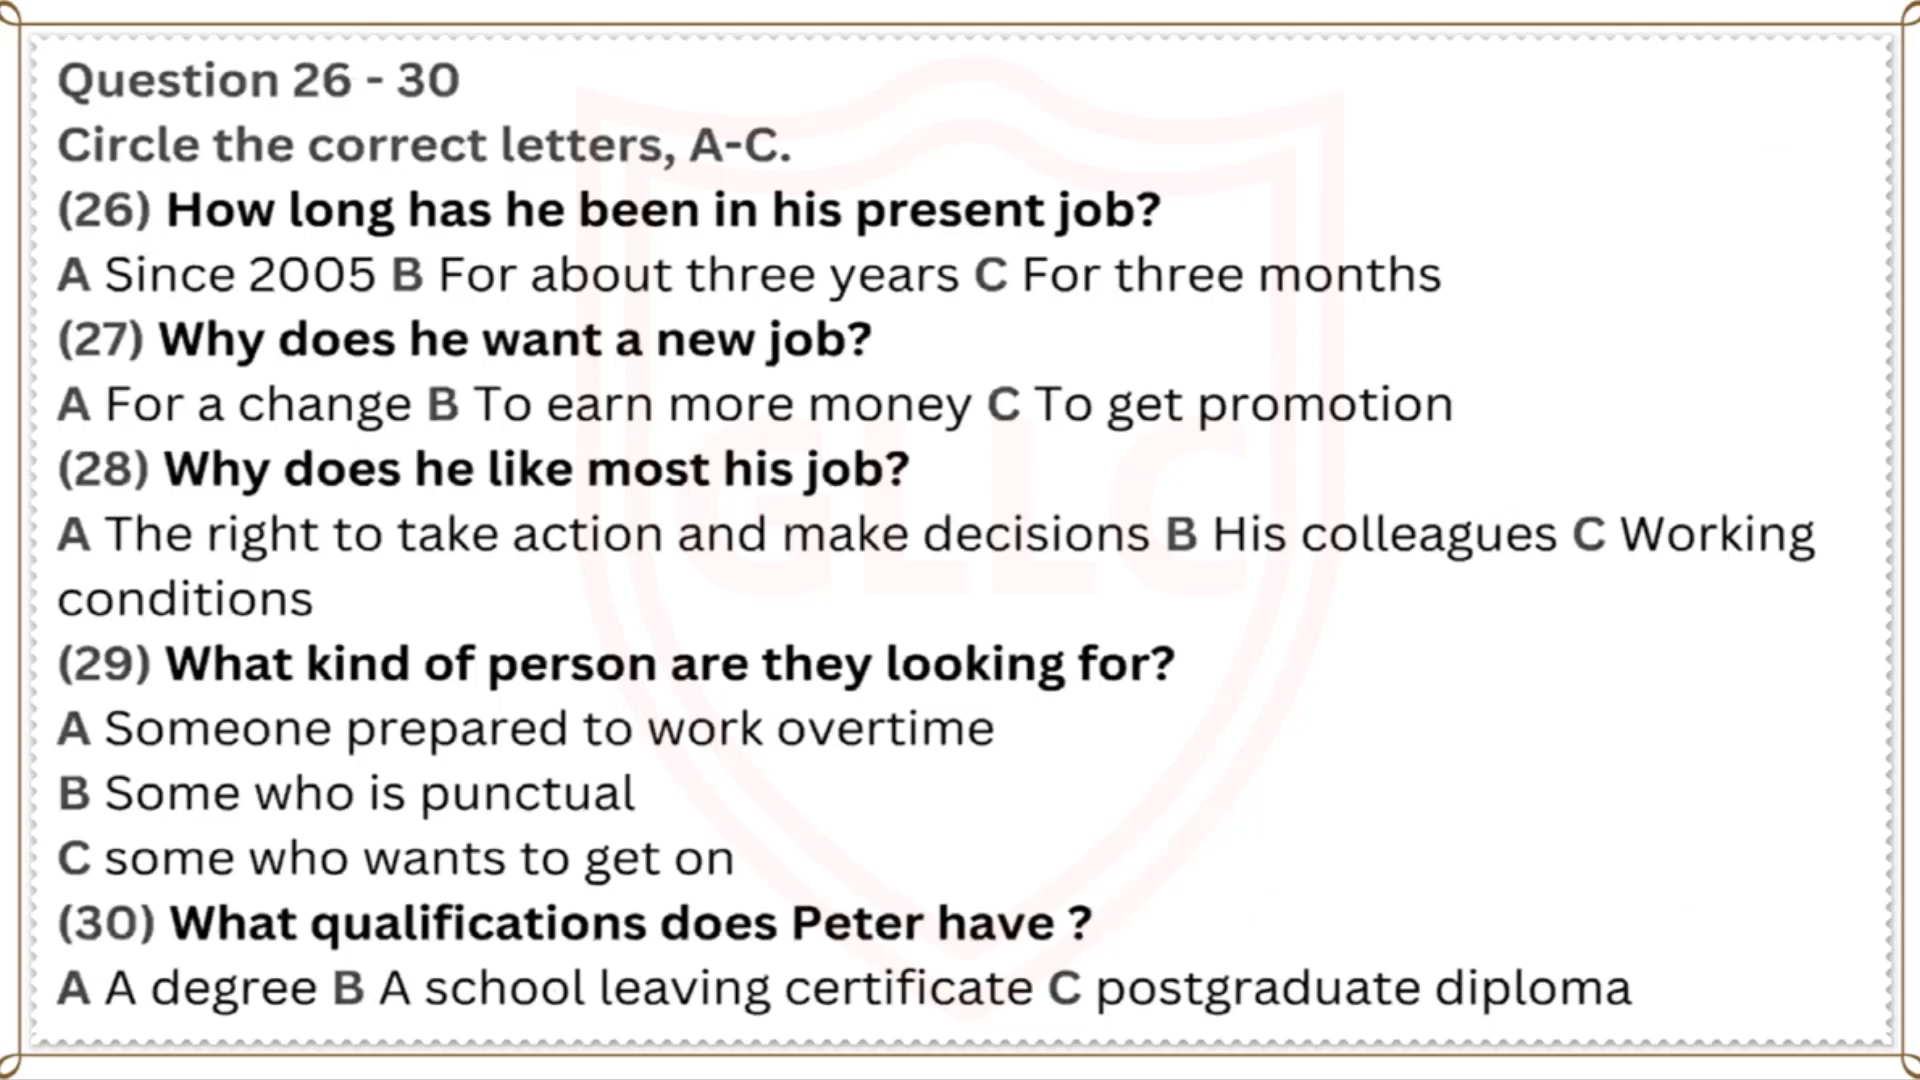 Question 26 - 30
Circle the correct letters, A-C.
(26) How long has he been in his present job?
A Since 2005 B For about three years C For three months
(27) Why does he want a new job?
A For a change B To earn more money C To get promotion
(28) Why does he like most his job?
A The right to take action and make decisions B His colleagues C Working
conditions
(29) What kind of person are they looking for?
A Someone prepared to work overtime
B Some who is punctual
C some who wants to get on
(30) What qualifications does Peter have ?
A A degree B A school leaving certificate C postgraduate diploma
GLLC